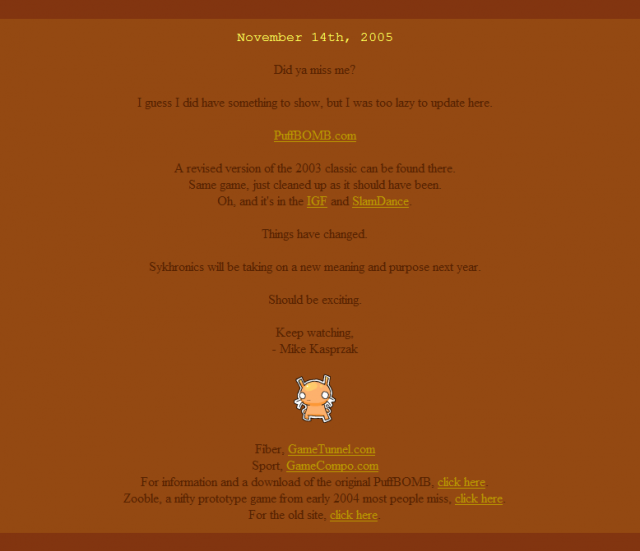 November 14th, 2005
Did ya miss me?
I guess I did have something to show, but I was too lazy to update here.
PuffBOMB.com
A revised version of the 2003 classic can be found there.
Same game, just cleaned up as it should have been.
Oh, and it's in the IGF and SlamDance
Things have changed.
Sykhronics will be taking on a new meaning and purpose next year.
Should be exciting.
Keep watching,
- Mike Kasprzak
Fiber, GameTunnel.com
Sport, GameCompo.com
For information and a download of the original PuffBOMB, click here
Zooble, a nifty prototype game from early 2004 most people miss, click here
For the old site, click here